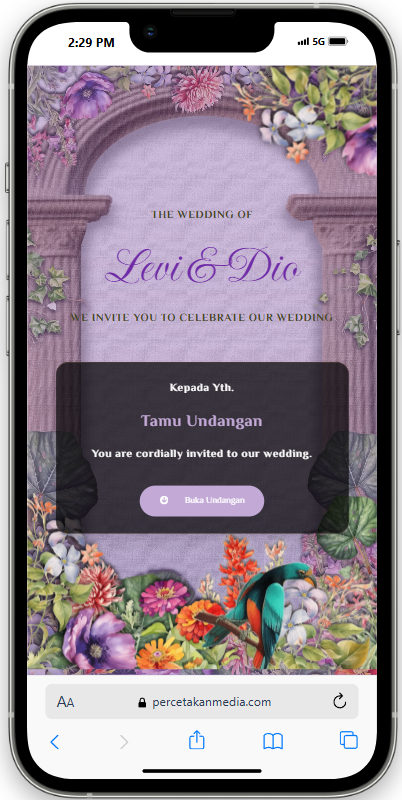 2:29 PM
5G
THE WEDDING OF
Levi & Dio
WE INVITE YOU TO CELEBRATE OUR WEDDING
Kepada Yth.
Tamu Undangan
You are cordially invited to our wedding.
Buka Undangan
AA
percetakanmedia.com